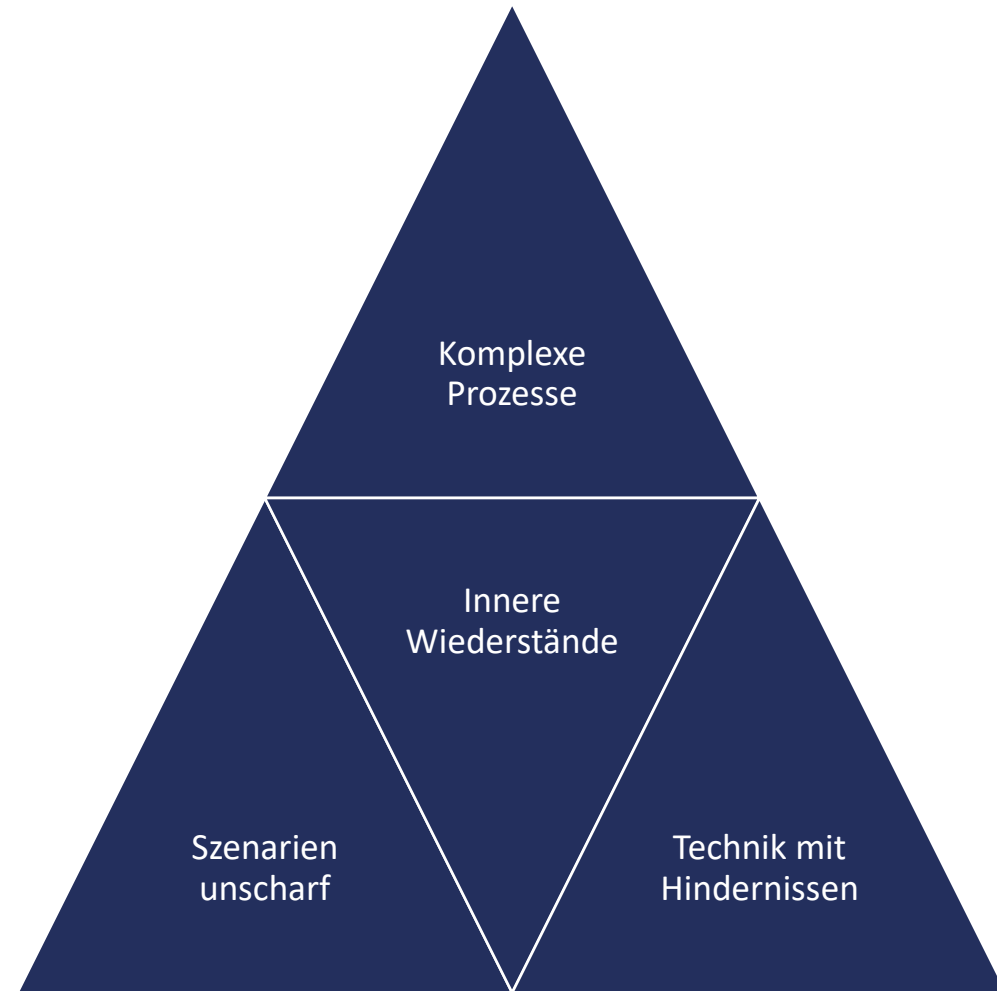 Komplexe
Prozesse
Innere
Wiederstände
Szenarien
unscharf
Technik mit
Hindernissen